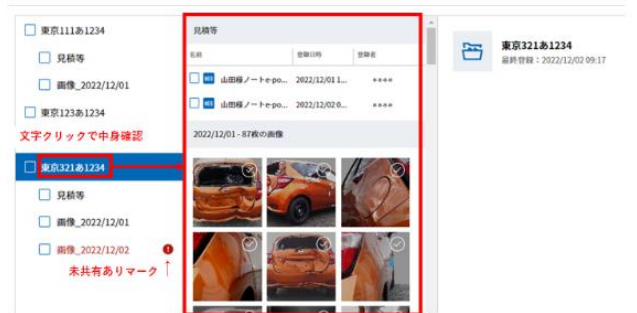 東京111あ1234
見積等
画像_2022/12/01
東京123あ1234
文字クリックで中身確認
東京321あ1234
見積等
画像_2022/12/01
画像_2022/12/02
未共有ありマーク↑
見積等
名前 登録日時 登録者
山田様ノートe-po... 2022/12/01 1... ****
山田様ノートe-po... 2022/12/02 0... ****
2022/12/01 - 87枚の画像
東京321あ1234
最終登録：2022/12/02 09:17